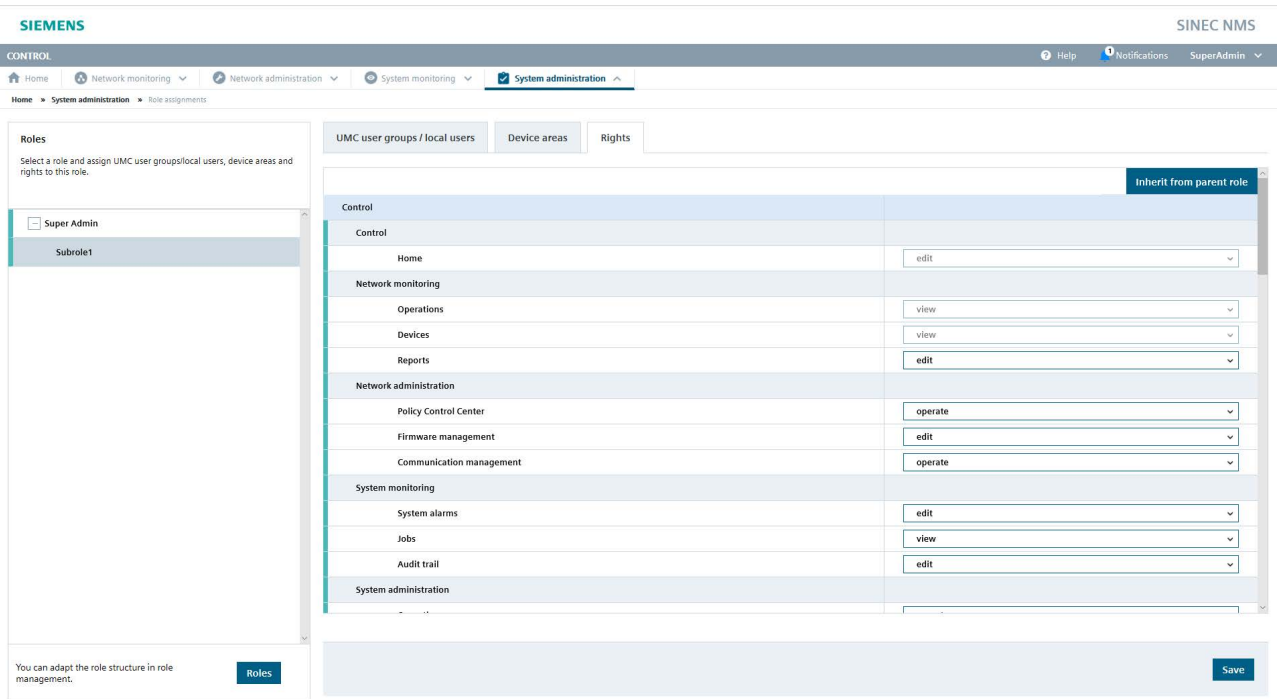 SIEMENS
SINEC NMS
CONTROL
Help
1
Notifications
SuperAdmin
Home
Network monitoring
Network administration
System monitoring
System administration
Home » System administration » Role assignments
Roles
Select a role and assign UMC user groups/local users, device areas and
rights to this role.
Super Admin
Subrole1
You can adapt the role structure in role
management.
Roles
UMC user groups / local users
Device areas
Rights
Inherit from parent role
Control
Control
Home edit
Network monitoring
Operations view
Devices view
Reports edit
Network administration
Policy Control Center operate
Firmware management edit
Communication management operate
System monitoring
System alarms edit
Jobs view
Audit trail edit
System administration
Save